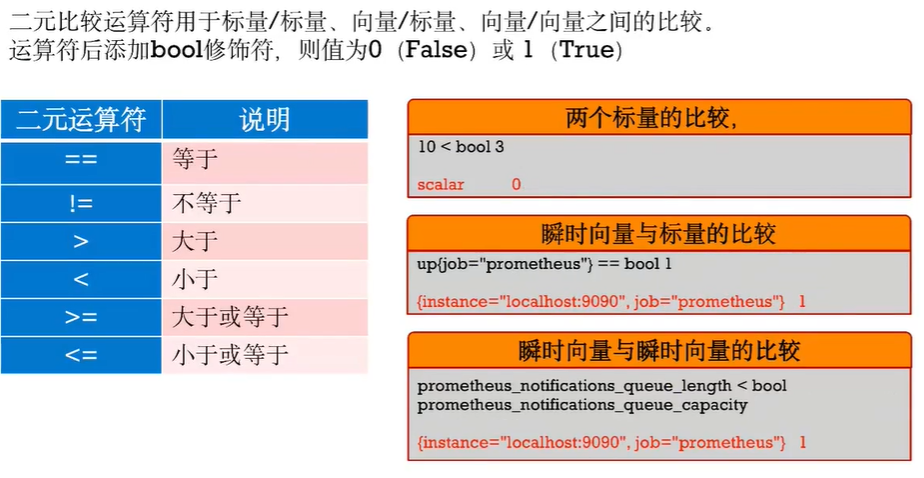 二元比较运算符用于标量/标量、向量/标量、向量/向量之间的比较。
运算符后添加bool修饰符，则值为0（False）或 1（True）
二元运算符 说明
== 等于
!= 不等于
> 大于
< 小于
>= 大于或等于
<= 小于或等于
两个标量的比较,
10 < bool 3
scalar 0
瞬时向量与标量的比较
up{job="prometheus"} == bool 1
{instance="localhost:9090", job="prometheus"} 1
瞬时向量与瞬时向量的比较
prometheus_notifications_queue_length < bool
prometheus_notifications_queue_capacity
{instance="localhost:9090", job="prometheus"} 1